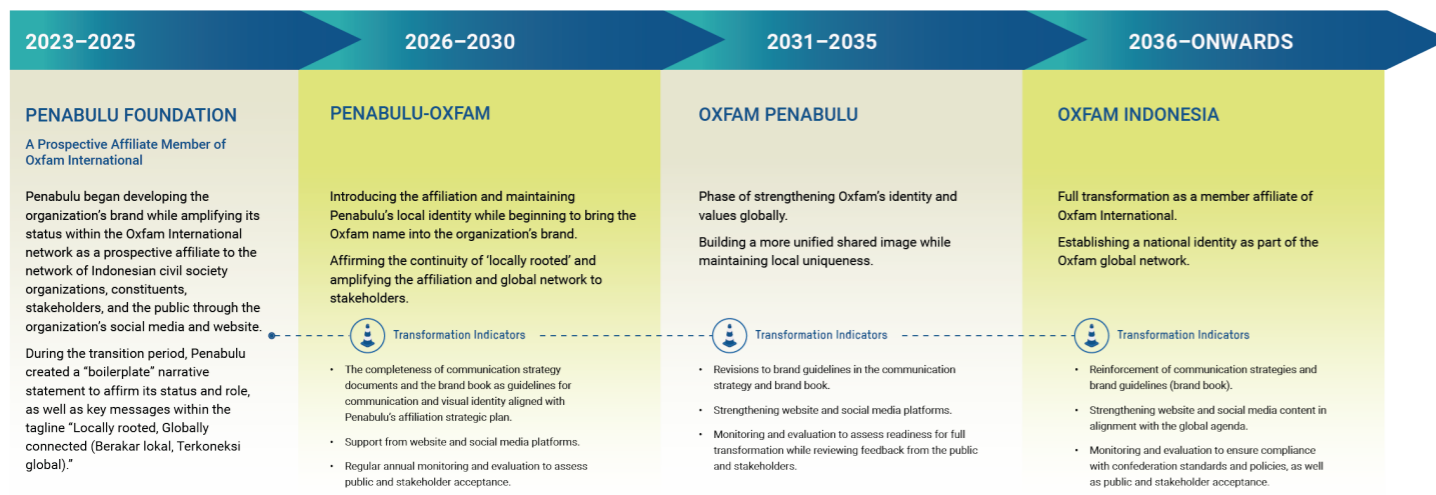 2023–2025
2026–2030
2031–2035
2036–ONWARDS
PENABULU FOUNDATION
A Prospective Affiliate Member of
Oxfam International
Penabulu began developing the
organization's brand while amplifying its
status within the Oxfam International
network as a prospective affiliate to the
network of Indonesian civil society
organizations, constituents,
stakeholders, and the public through the
organization's social media and website.
During the transition period, Penabulu
created a "boilerplate" narrative
statement to affirm its status and role,
as well as key messages within the
tagline "Locally rooted, Globally
connected (Berakar lokal, Terkoneksi
global)."
PENABULU-OXFAM
Introducing the affiliation and maintaining
Penabulu's local identity while beginning to bring the
Oxfam name into the organization's brand.
Affirming the continuity of 'locally rooted' and
amplifying the affiliation and global network to
stakeholders.
Transformation Indicators
• The completeness of communication strategy
documents and the brand book as guidelines for
communication and visual identity aligned with
Penabulu's affiliation strategic plan.
• Support from website and social media platforms.
• Regular annual monitoring and evaluation to assess
public and stakeholder acceptance.
OXFAM PENABULU
Phase of strengthening Oxfam's identity and
values globally.
Building a more unified shared image while
maintaining local uniqueness.
Transformation Indicators
• Revisions to brand guidelines in the communication
strategy and brand book.
• Strengthening website and social media platforms.
• Monitoring and evaluation to assess readiness for full
transformation while reviewing feedback from the public
and stakeholders.
OXFAM INDONESIA
Full transformation as a member affiliate of
Oxfam International.
Establishing a national identity as part of the
Oxfam global network.
Transformation Indicators
• Reinforcement of communication strategies and
brand guidelines (brand book).
• Strengthening website and social media content in
alignment with the global agenda.
• Monitoring and evaluation to ensure compliance
with confederation standards and policies, as well
as public and stakeholder acceptance.